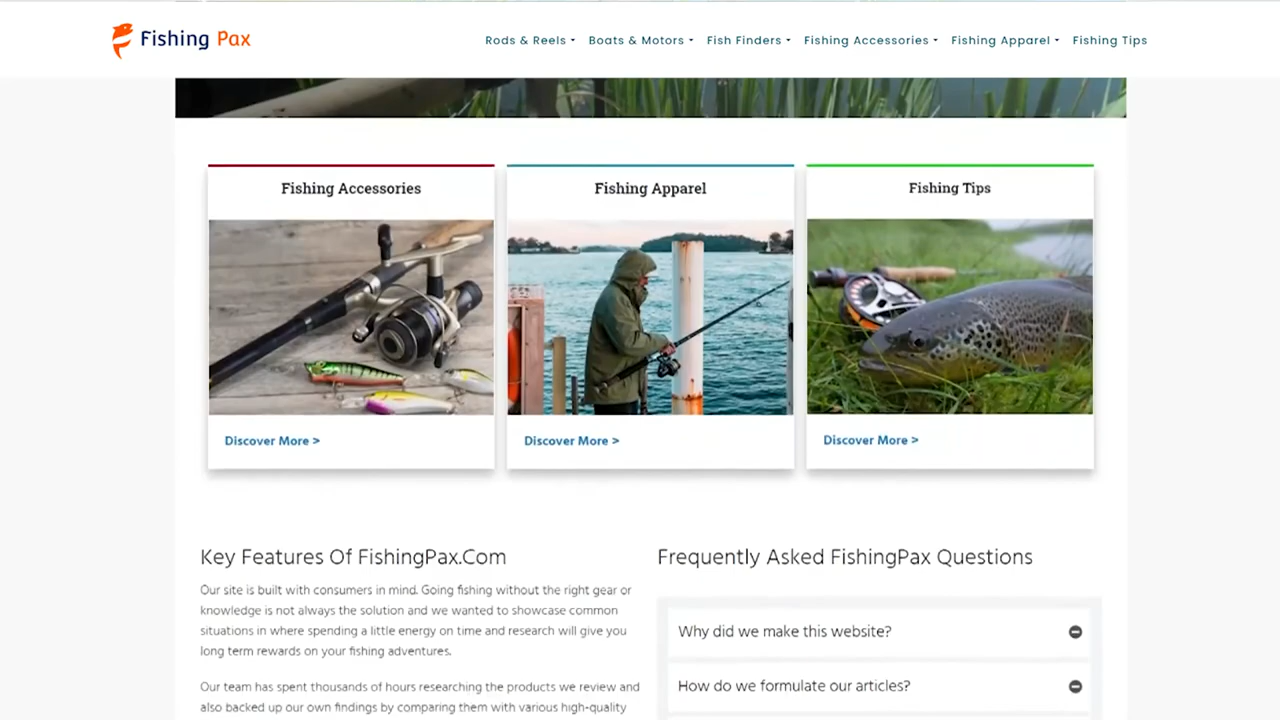 Fishing Pax
Rods & Reels Boats & Motors Fish Finders Fishing Accessories Fishing Apparel Fishing Tips
Fishing Accessories
Fishing Apparel
Fishing Tips
Discover More >
Discover More >
Discover More >
Key Features Of FishingPax.Com
Our site is built with consumers in mind. Going fishing without the right gear or
knowledge is not always the solution and we wanted to showcase common
situations in where spending a little energy on time and research will give you
long term rewards on your fishing adventures.
Our team has spent thousands of hours researching the products we review and
also backed up our own findings by comparing them with various high-quality
Frequently Asked FishingPax Questions
Why did we make this website?
How do we formulate our articles?